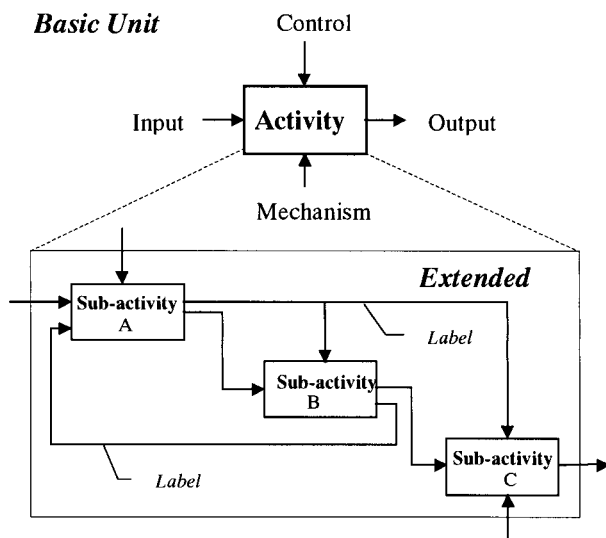 Basic Unit
Control
Input
Activity
Output
Mechanism
Extended
Sub-activity
A
Label
Sub-activity
B
Sub-activity
C
Label